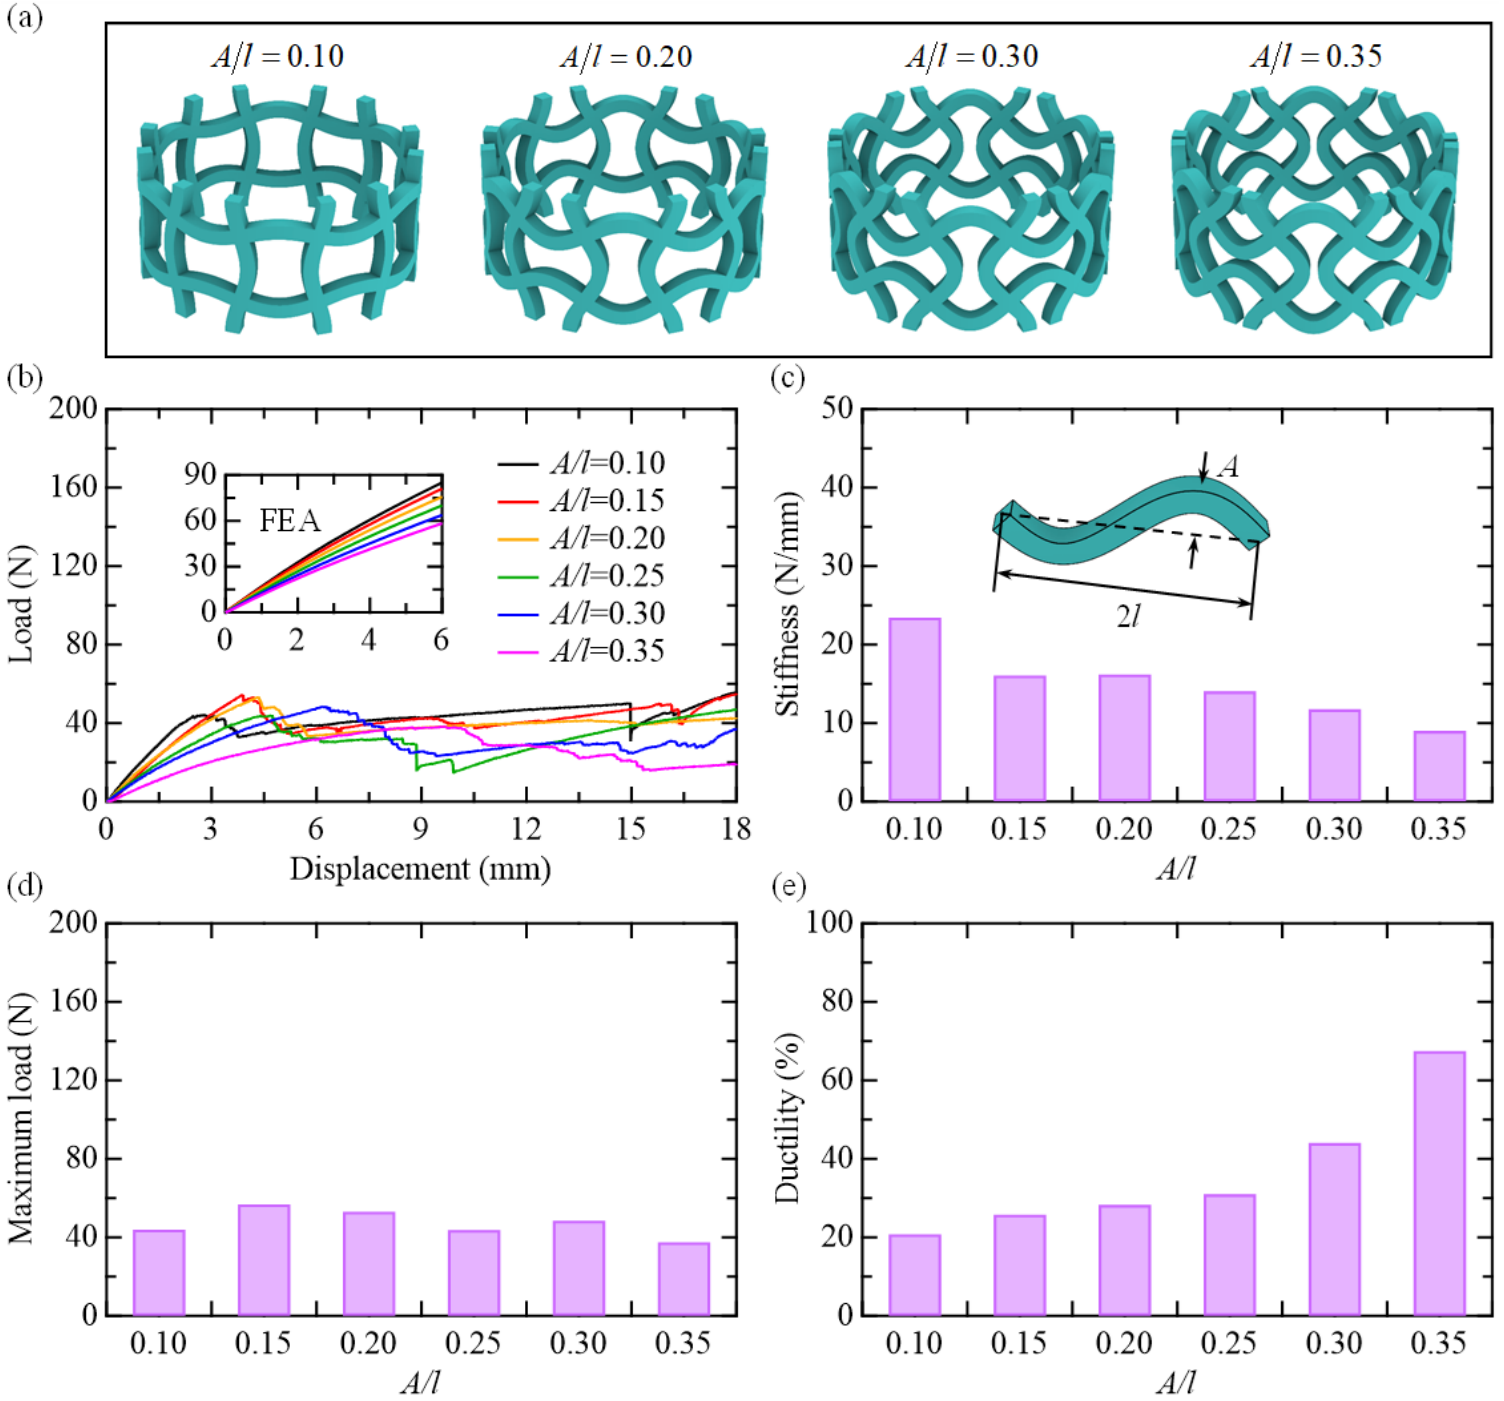 (a)
A/l = 0.10
A/l = 0.20
A/l = 0.30
A/l = 0.35
(b)
200
160
120
80
40
0
0 3 6 9 12 15 18
Load (N)
Displacement (mm)
90
60
30
0
0 2 4 6
FEA
A/l=0.10
A/l=0.15
A/l=0.20
A/l=0.25
A/l=0.30
A/l=0.35
(c)
50
40
30
20
10
0
0.10 0.15 0.20 0.25 0.30 0.35
Stiffness (N/mm)
A/l
A
2l
(d)
200
160
120
80
40
0
0.10 0.15 0.20 0.25 0.30 0.35
Maximum load (N)
A/l
(e)
100
80
60
40
20
0
0.10 0.15 0.20 0.25 0.30 0.35
Ductility (%)
A/l